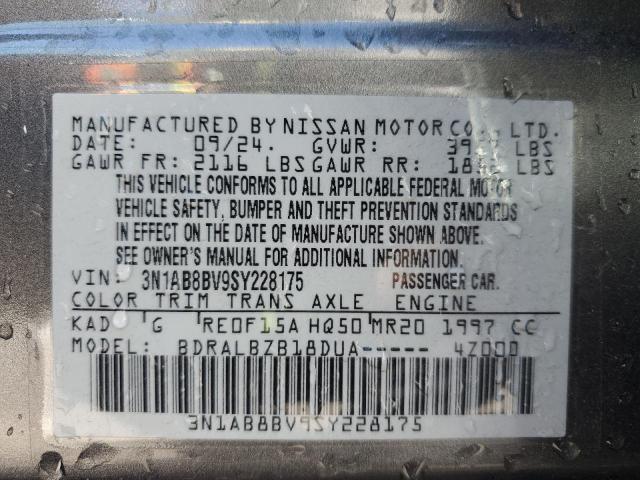 MANUFACTURED BY NISSAN MOTOR CO., LTD.
DATE: 09/24. GVWR: LBS
GAWR FR: 2116 LBS GAWR RR: LBS
THIS VEHICLE CONFORMS TO ALL APPLICABLE FEDERAL MOTOR
VEHICLE SAFETY, BUMPER AND THEFT PREVENTION STANDARDS
IN EFFECT ON THE DATE OF MANUFACTURE SHOWN ABOVE.
SEE OWNER'S MANUAL FOR ADDITIONAL INFORMATION.
VIN: 3N1AB8BV9SY228175 PASSENGER CAR.
COLOR TRIM TRANS AXLE ENGINE
KAD G RE0F15A HQ50 MR20 1997 CC
MODEL: BDRALBZB18DUA----- 4Z000
3N1AB8BV9SY228175